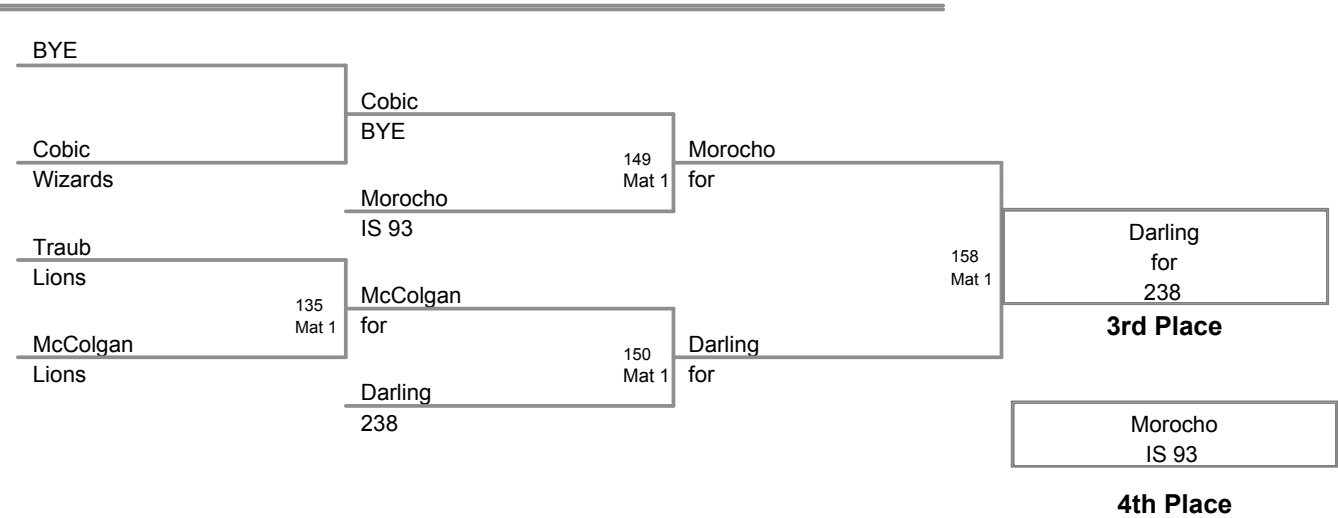 BYE
Cobic
BYE
Cobic
Wizards
149
Mat 1
Morocho
for
Morocho
IS 93
Traub
Lions
135
Mat 1
McColgan
for
McColgan
Lions
150
Mat 1
Darling
for
Darling
238
158
Mat 1
Darling
for
238
3rd Place
Morocho
IS 93
4th Place